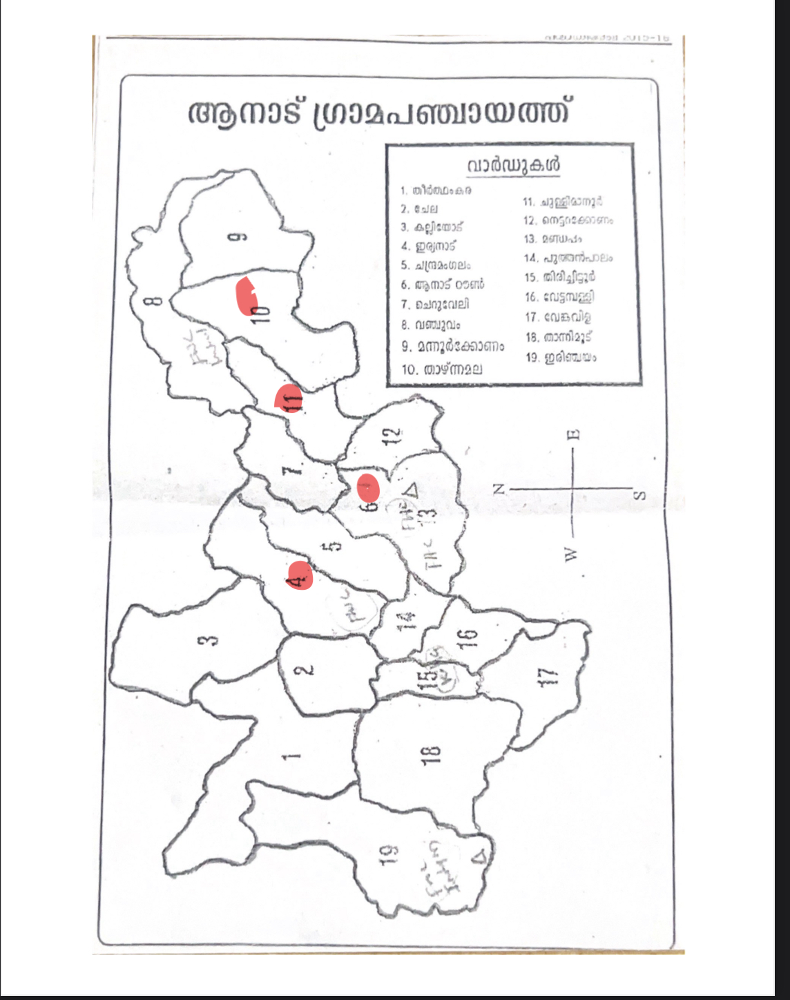 2015-16
ആനാട് ഗ്രാമപഞ്ചായത്ത്
വാർഡുകൾ
1. തീർത്ഥംകര
2. ചേല
3. കല്ലിയോട്
4. ഇര്യനാട്
5. ചന്ദ്രമംഗലം
6. ആനാട് റൗൺ
7. ചെറുവേലി
8. വഞ്ചുവം
9. മന്നൂർക്കോണം
10. താഴ്ന്നമല
11. ചുള്ളിമാനൂർ
12. നെട്ടറക്കോണം
13. മണ്ഡപം
14. പുത്തൻപാലം
15. തിരിച്ചിട്ടൂർ
16. വേട്ടമ്പള്ളി
17. വേങ്കവിള
18. താന്നിമൂട്
19. ഇരിഞ്ചയം
9
8
10
11
12
7
6
13
5
4
14
3
2
16
15
17
1
18
19
E
N
S
W